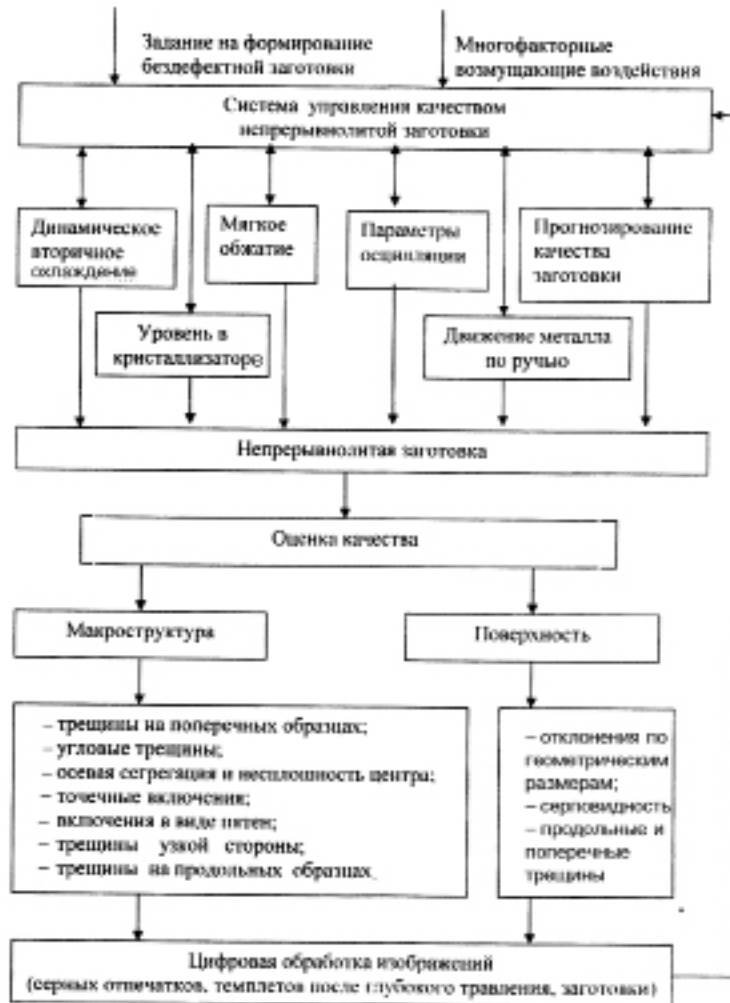 Задание на формирование
бездефектной заготовки
Многофакторные
возмущающие воздействия
Система управления качеством
непрерывнолитой заготовки
Динамическое
вторичное
охлаждение
Мягкое
обжатие
Параметры
осцилляции
Прогнозирование
качества
заготовки
Уровень в
кристаллизаторе
Движение металла
по ручью
Непрерывнолитая заготовка
Оценка качества
Макроструктура
Поверхность
– трещины на поперечных образцах;
– угловые трещины;
– осевая сегрегация и несплошность центра;
– точечные включения;
– включения в виде пятен;
– трещины узкой стороны;
– трещины на продольных образцах
– отклонения по
геометрическим
размерам;
– серповидность
– продольные и
поперечные
трещины
Цифровая обработка изображений
(серных отпечатков, темплетов после глубокого травления, заготовки)